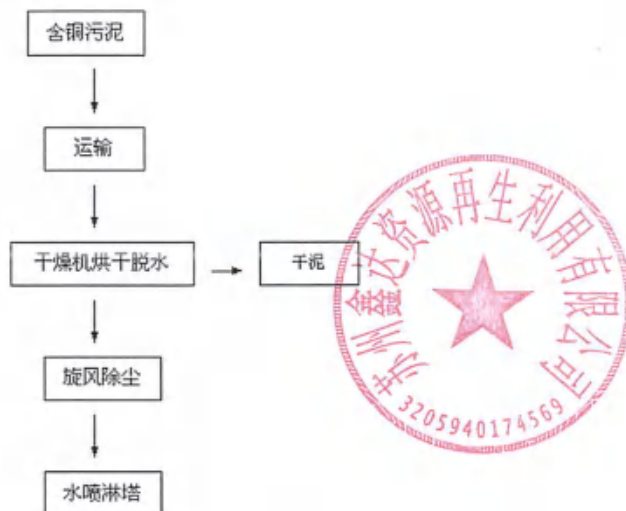 含铜污泥
运输
干燥机烘干脱水
干泥
苏州鑫达资源再生利用有限公司
3205940174569
旋风除尘
水喷淋塔